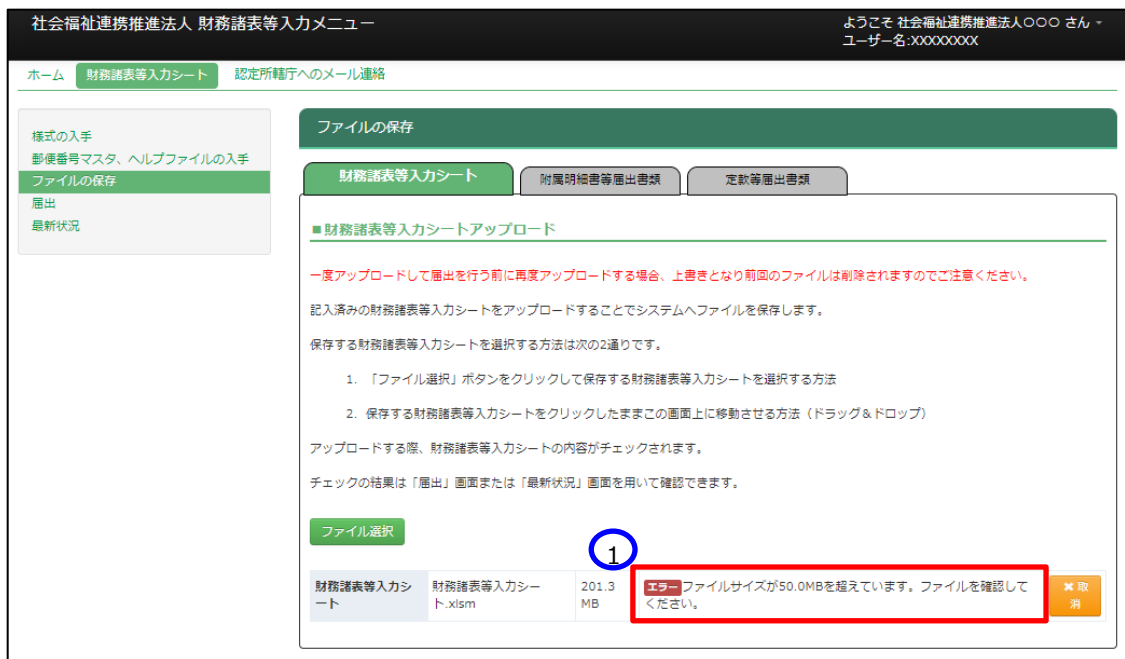 社会福祉連携推進法人 財務諸表等入力メニュー
ようこそ 社会福祉連携推進法人〇〇〇 さん
ユーザー名:XXXXXXXX
ホーム
財務諸表等入力シート
認定所轄庁へのメール連絡
様式の入手
郵便番号マスタ、ヘルプファイルの入手
ファイルの保存
届出
最新状況
ファイルの保存
財務諸表等入力シート
附属明細書等届出書類
定款等届出書類
■財務諸表等入力シートアップロード
一度アップロードして届出を行う前に再度アップロードする場合、上書きとなり前回のファイルは削除されますのでご注意ください。
記入済みの財務諸表等入力シートをアップロードすることでシステムへファイルを保存します。
保存する財務諸表等入力シートを選択する方法は次の2通りです。
1. 「ファイル選択」ボタンをクリックして保存する財務諸表等入力シートを選択する方法
2. 保存する財務諸表等入力シートをクリックしたままこの画面上に移動させる方法（ドラッグ＆ドロップ）
アップロードする際、財務諸表等入力シートの内容がチェックされます。
チェックの結果は「届出」画面または「最新状況」画面を用いて確認できます。
ファイル選択
1
財務諸表等入力シ
ート
財務諸表等入力シー
ト.xlsm
201.3
MB
エラー ファイルサイズが50.0MBを超えています。ファイルを確認して
ください。
✖取
消